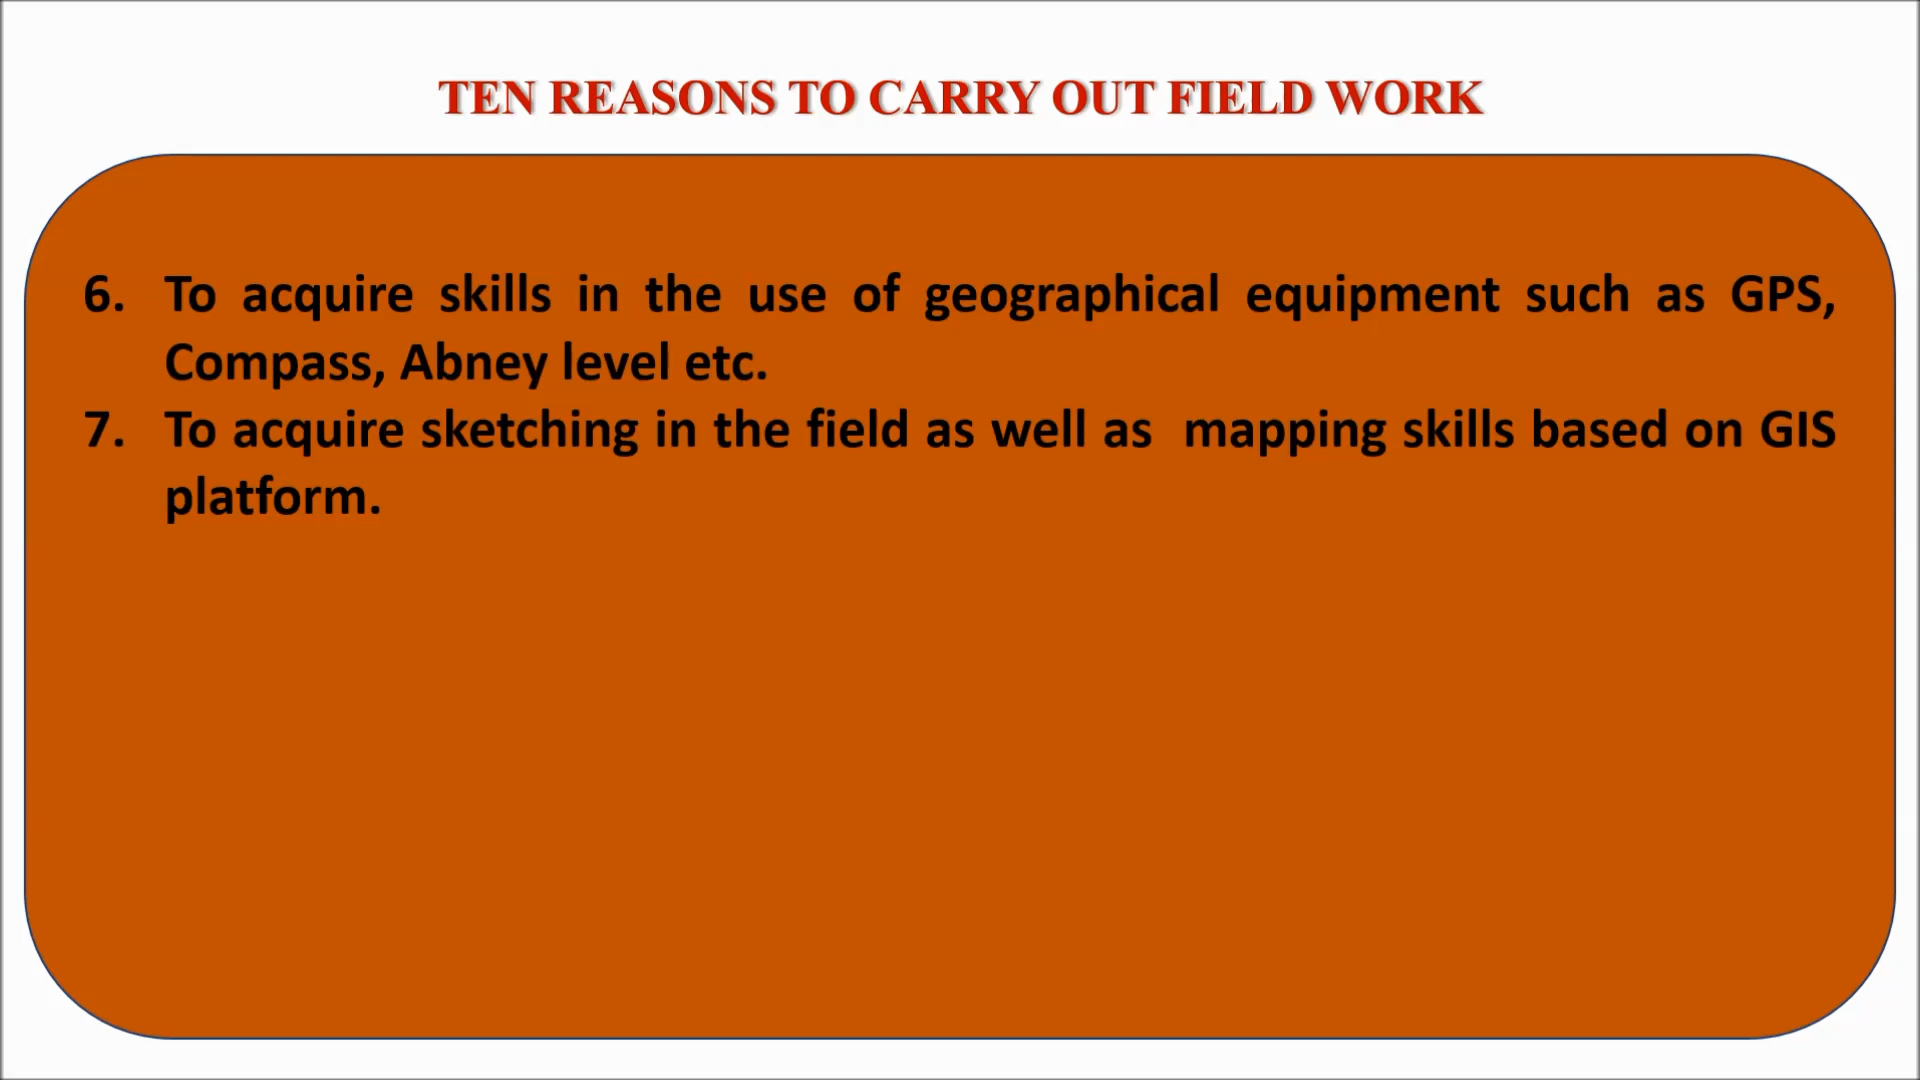 TEN REASONS TO CARRY OUT FIELD WORK
6. To acquire skills in the use of geographical equipment such as GPS,
Compass, Abney level etc.
7. To acquire sketching in the field as well as mapping skills based on GIS
platform.